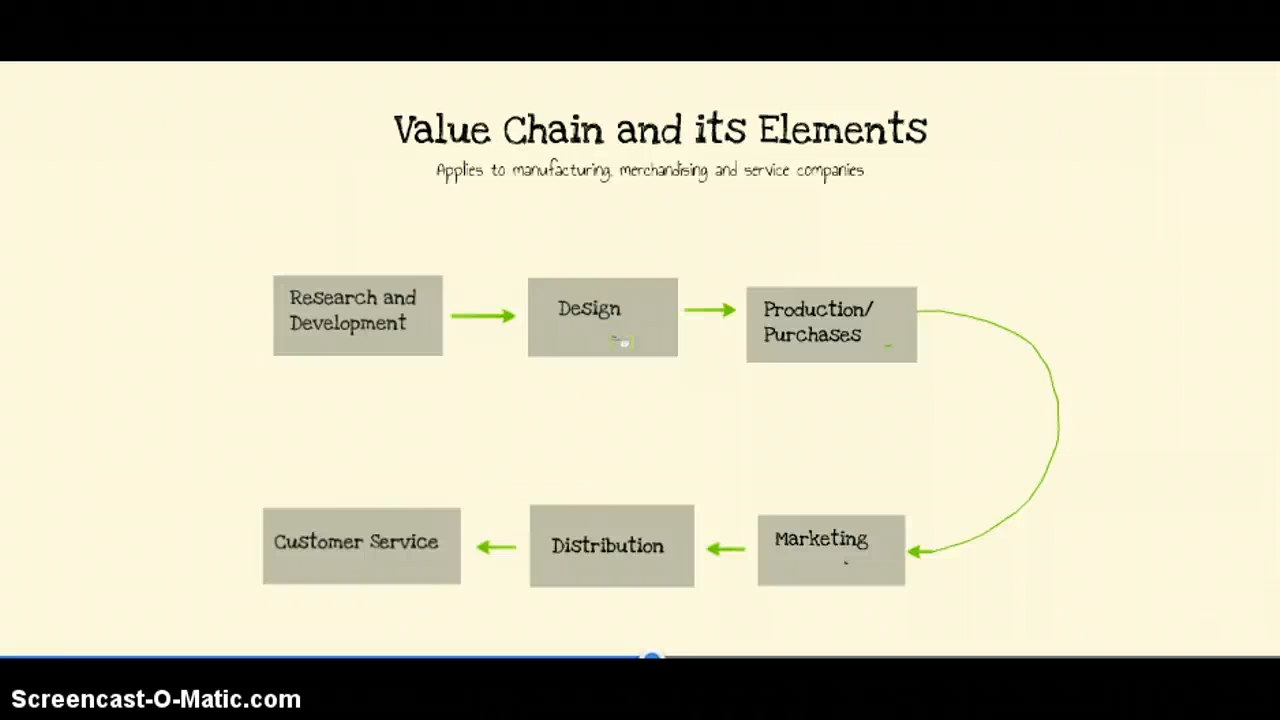 Value Chain and its Elements
Applies to manufacturing, merchandising and service companies
Research and
Development
Design
Production/
Purchases
Customer Service
Distribution
Marketing
Screencast-O-Matic.com